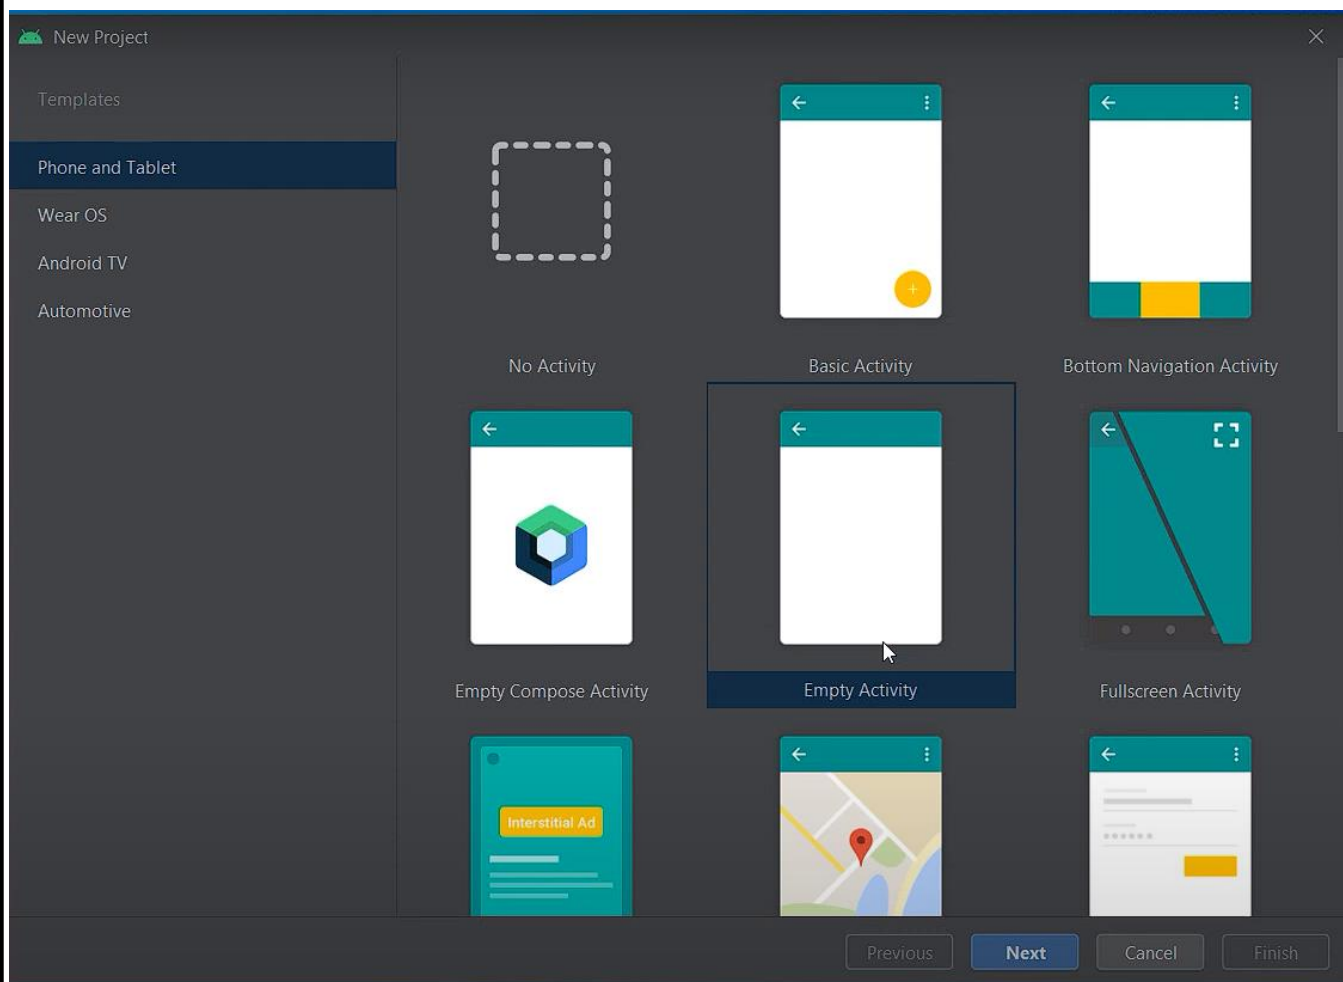 New Project
Templates
Phone and Tablet
Wear OS
Android TV
Automotive
No Activity
Basic Activity
Bottom Navigation Activity
Empty Compose Activity
Empty Activity
Fullscreen Activity
Interstitial Ad
Previous
Next
Cancel
Finish